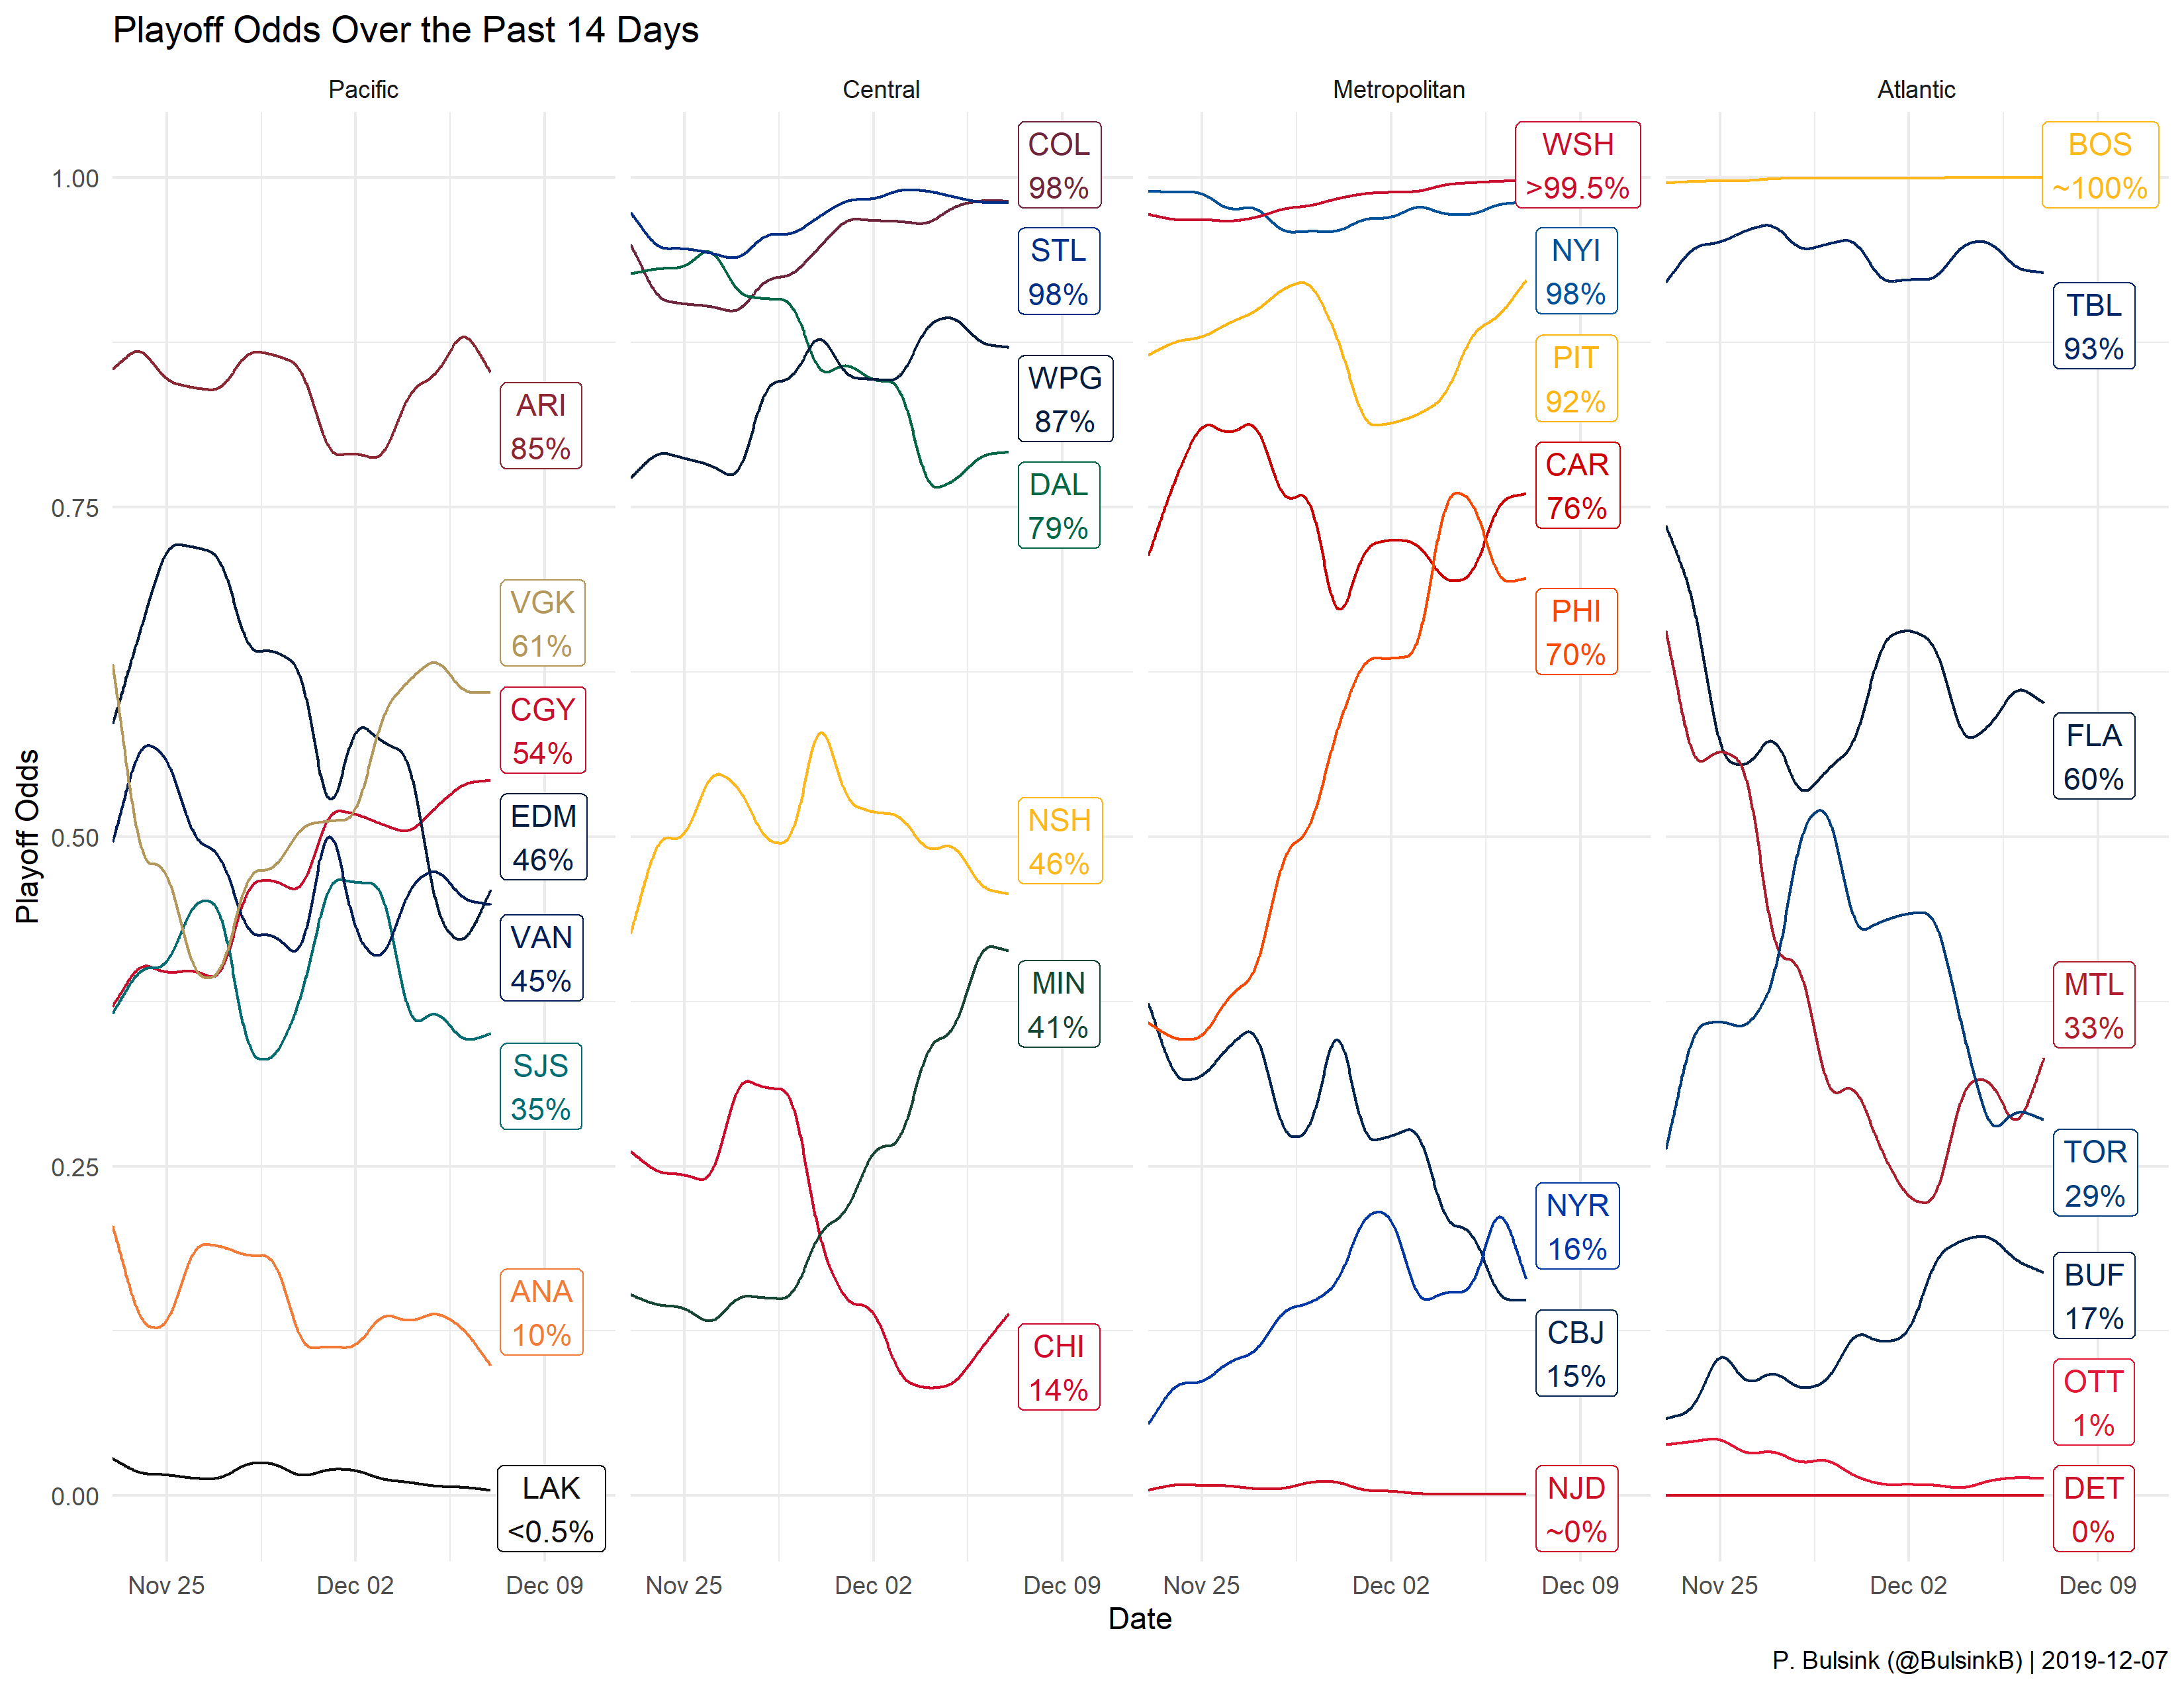 Playoff Odds Over the Past 14 Days
Pacific
Central
Metropolitan
Atlantic
Playoff Odds
1.00
0.75
0.50
0.25
0.00
ARI
85%
VGK
61%
CGY
54%
EDM
46%
VAN
45%
SJS
35%
ANA
10%
LAK
<0.5%
COL
98%
STL
98%
WPG
87%
DAL
79%
NSH
46%
MIN
41%
CHI
14%
WSH
>99.5%
NYI
98%
PIT
92%
CAR
76%
PHI
70%
NYR
16%
CBJ
15%
NJD
~0%
BOS
~100%
TBL
93%
FLA
60%
MTL
33%
TOR
29%
BUF
17%
OTT
1%
DET
0%
Nov 25 Dec 02 Dec 09
Nov 25 Dec 02 Dec 09
Nov 25 Dec 02 Dec 09
Nov 25 Dec 02 Dec 09
Date
P. Bulsink (@BulsinkB) | 2019-12-07